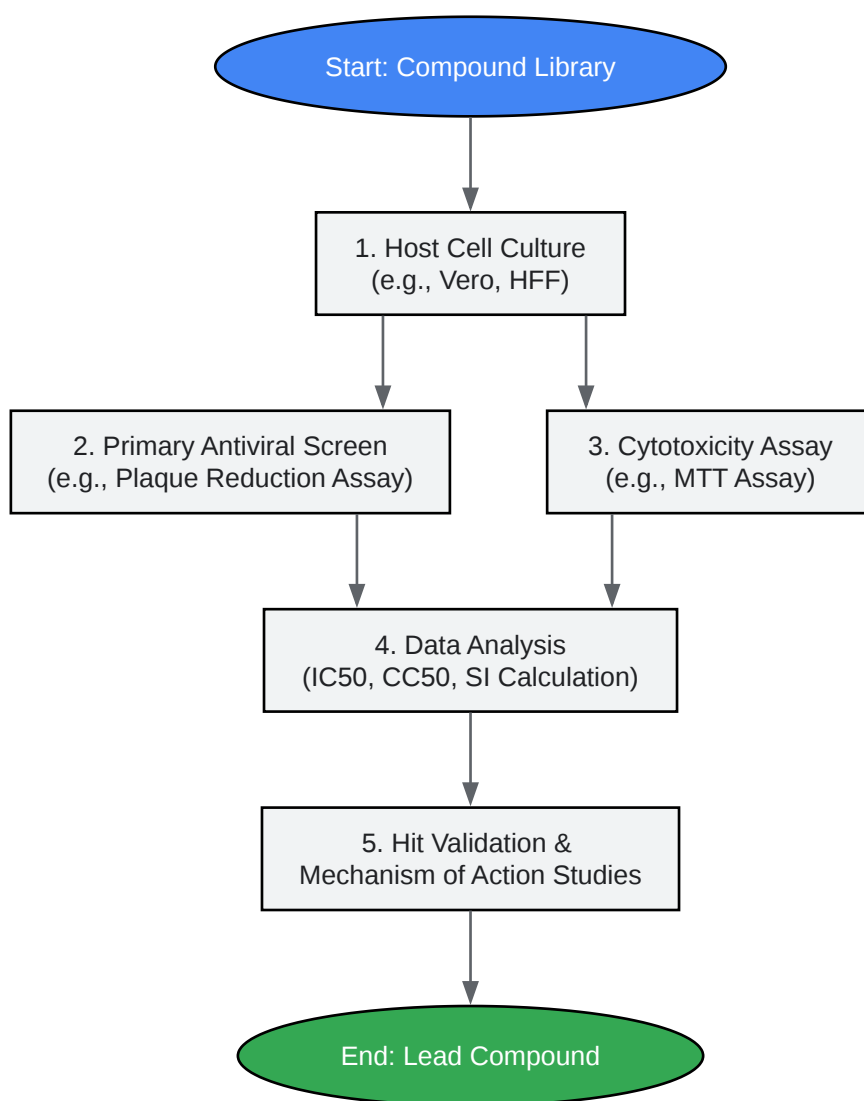 Start: Compound Library
1. Host Cell Culture
(e.g., Vero, HFF)
2. Primary Antiviral Screen
(e.g., Plaque Reduction Assay)
3. Cytotoxicity Assay
(e.g., MTT Assay)
4. Data Analysis
(IC50, CC50, SI Calculation)
5. Hit Validation &
Mechanism of Action Studies
End: Lead Compound